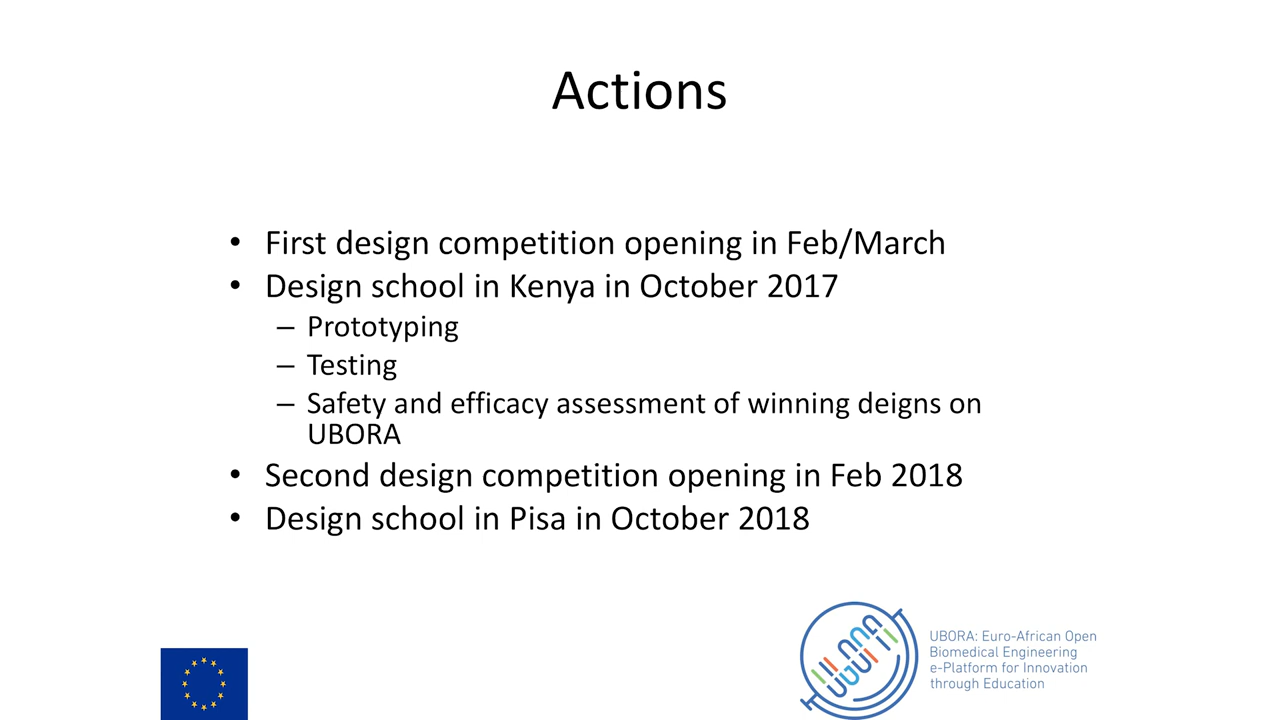 Actions
• First design competition opening in Feb/March
• Design school in Kenya in October 2017
– Prototyping
– Testing
– Safety and efficacy assessment of winning deigns on
UBORA
• Second design competition opening in Feb 2018
• Design school in Pisa in October 2018
UBORA: Euro-African Open
Biomedical Engineering
e-Platform for Innovation
through Education